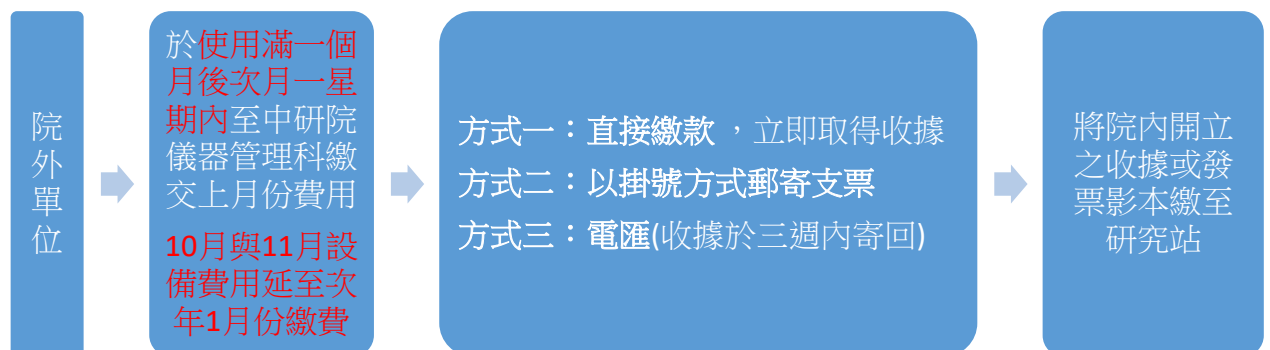 院
外
單
位
於使用滿一個
月後次月一星
期內至中研院
儀器管理科繳
交上月份費用
10月與11月設
備費用延至次
年1月份繳費
方式一：直接繳款，立即取得收據
方式二：以掛號方式郵寄支票
方式三：電匯(收據於三週內寄回)
將院內開立
之收據或發
票影本繳至
研究站